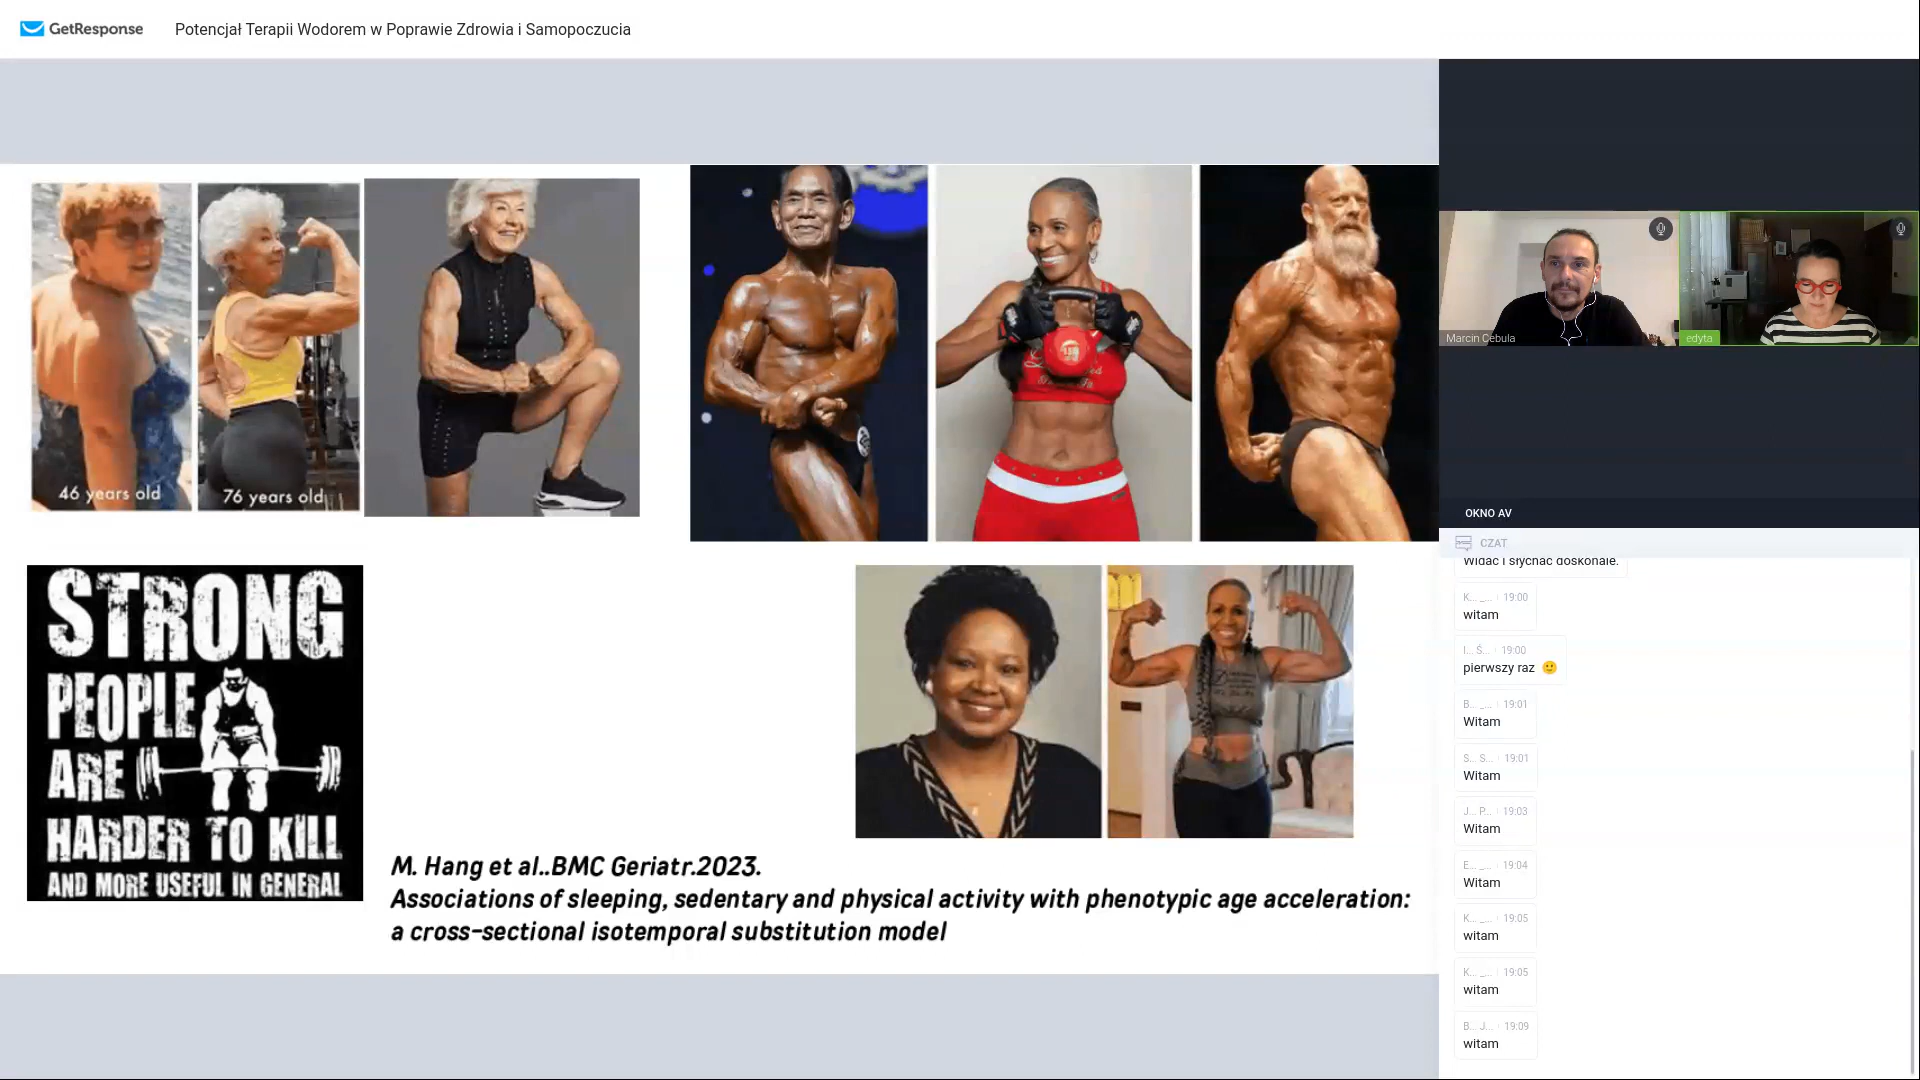 GetResponse
Potencjał Terapii Wodorem w Poprawie Zdrowia i Samopoczucia
46 years old
76 years old
STRONG
PEOPLE
ARE
HARDER TO KILL
AND MORE USEFUL IN GENERAL
M. Hang et al..BMC Geriatr.2023.
Associations of sleeping, sedentary and physical activity with phenotypic age acceleration:
a cross-sectional isotemporal substitution model
Marcin Cebula
edyta
OKNO AV
CZAT
Widać i słychać doskonale.
K... _... 19:00
witam
I... Ś... 19:00
pierwszy raz 🙂
B... _... 19:01
Witam
S... S... 19:01
Witam
J... P... 19:03
Witam
E... _... 19:04
Witam
K... _... 19:05
witam
K... _... 19:05
witam
B... J... 19:09
witam